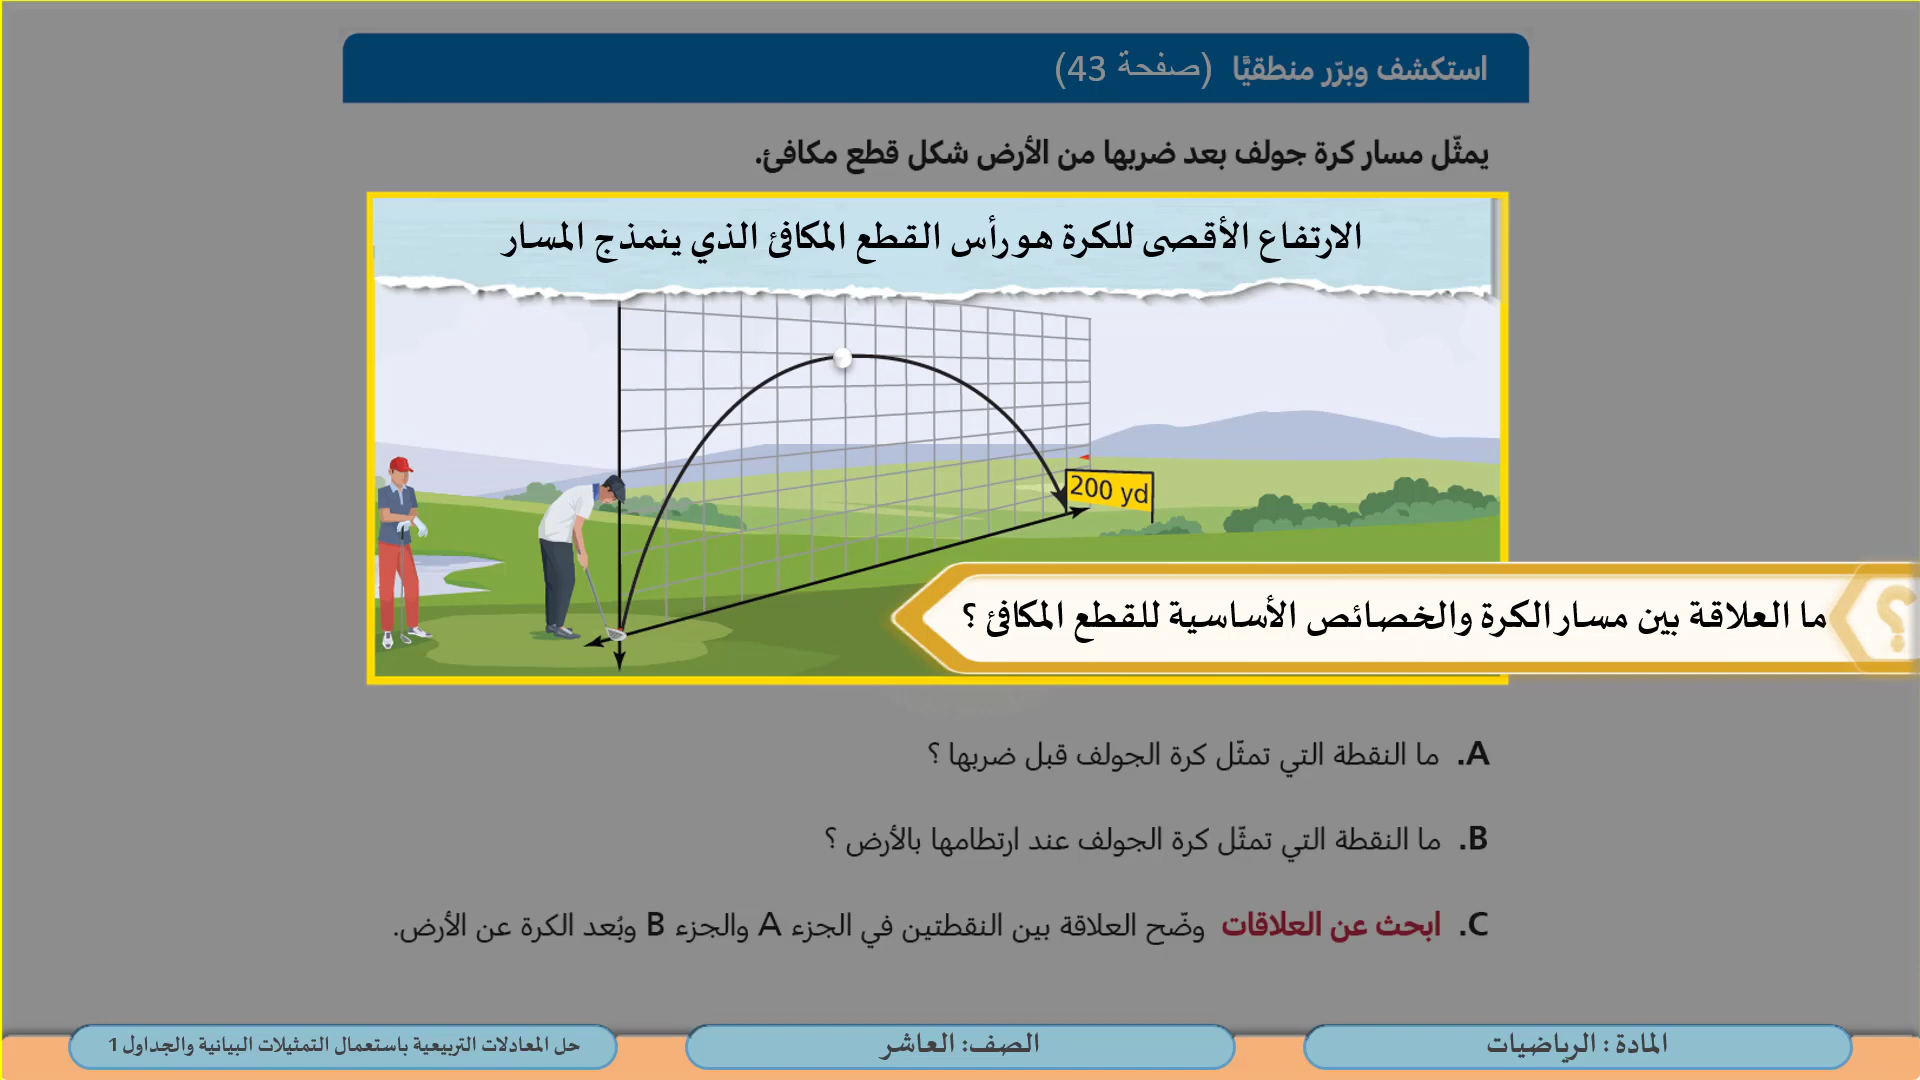 استكشف وبرّر منطقيًّا (صفحة 43)
يمثّل مسار كرة جولف بعد ضربها من الأرض شكل قطع مكافئ.
الارتفاع الأقصى للكرة هو رأس القطع المكافئ الذي ينمذج المسار
200 yd
ما العلاقة بين مسار الكرة والخصائص الأساسية للقطع المكافئ ؟
؟
A. ما النقطة التي تمثّل كرة الجولف قبل ضربها ؟
B. ما النقطة التي تمثّل كرة الجولف عند ارتطامها بالأرض ؟
C. ابحث عن العلاقات وضّح العلاقة بين النقطتين في الجزء A والجزء B وبُعد الكرة عن الأرض.
المادة : الرياضيات
الصف: العاشر
حل المعادلات التربيعية باستعمال التمثيلات البيانية والجداول 1